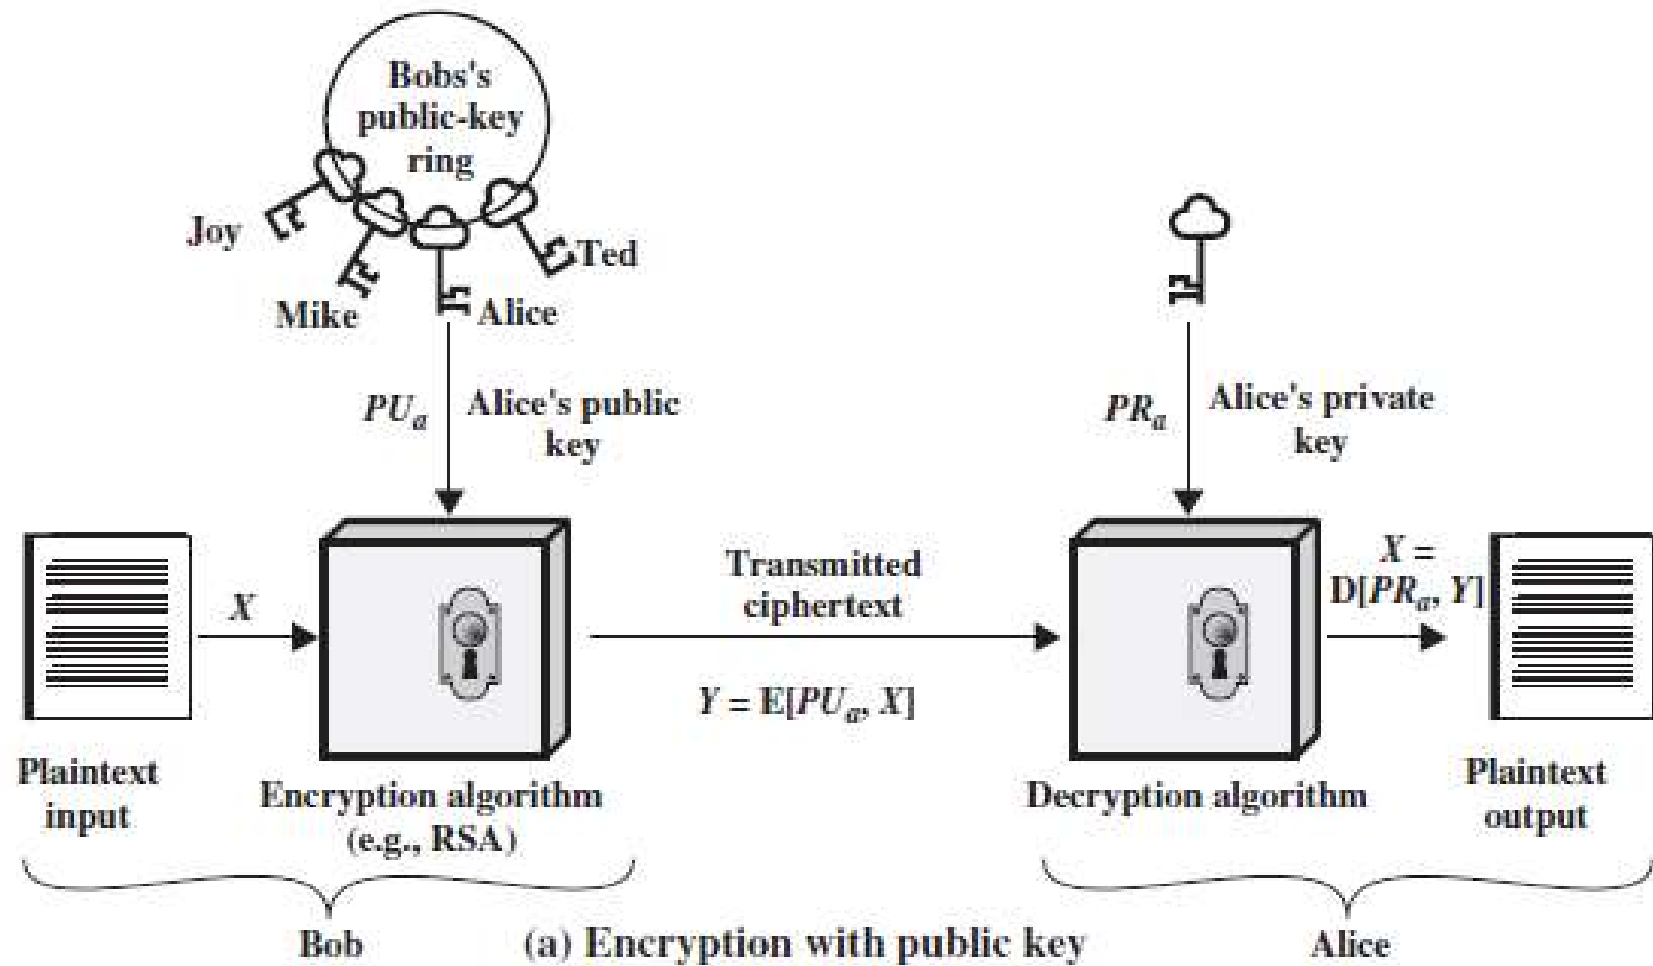 Bobs's
public-key
ring
Joy
Ted
Mike
Alice
PUa
Alice's public
key
PRa
Alice's private
key
X
Transmitted
ciphertext
Y = E[PUa, X]
X =
D[PRa, Y]
Plaintext
input
Encryption algorithm
(e.g., RSA)
Decryption algorithm
Plaintext
output
Bob
(a) Encryption with public key
Alice